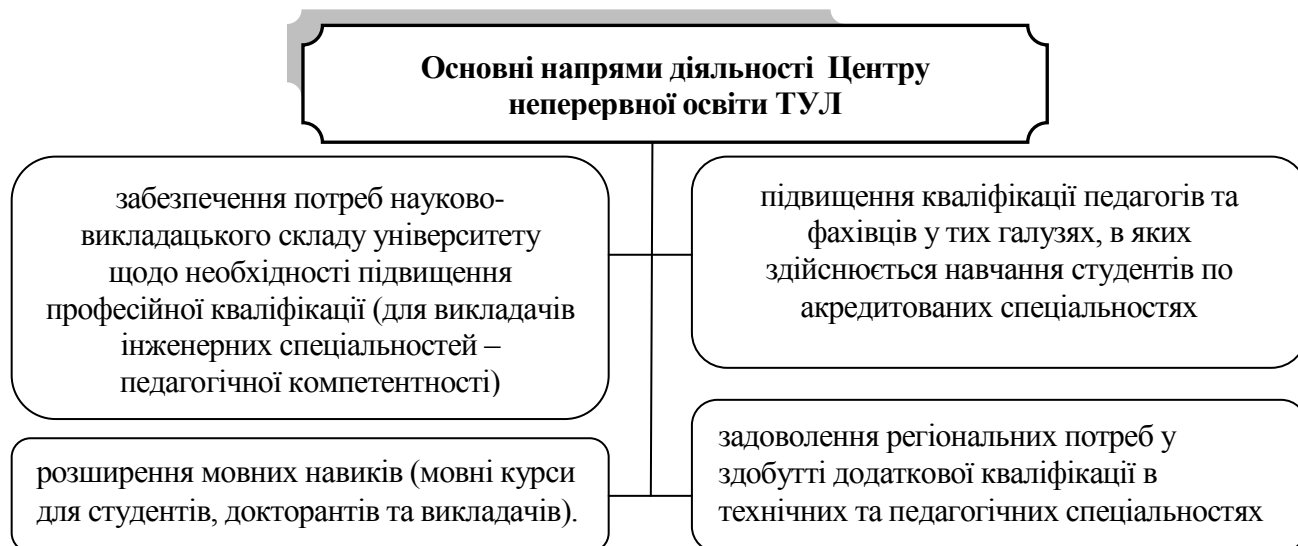 Основні напрями діяльності Центру
неперервної освіти ТУЛ
забезпечення потреб науково-
викладацького складу університету
щодо необхідності підвищення
професійної кваліфікації (для викладачів
інженерних спеціальностей –
педагогічної компетентності)
підвищення кваліфікації педагогів та
фахівців у тих галузях, в яких
здійснюється навчання студентів по
акредитованих спеціальностях
розширення мовних навиків (мовні курси
для студентів, докторантів та викладачів).
задоволення регіональних потреб у
здобутті додаткової кваліфікації в
технічних та педагогічних спеціальностях